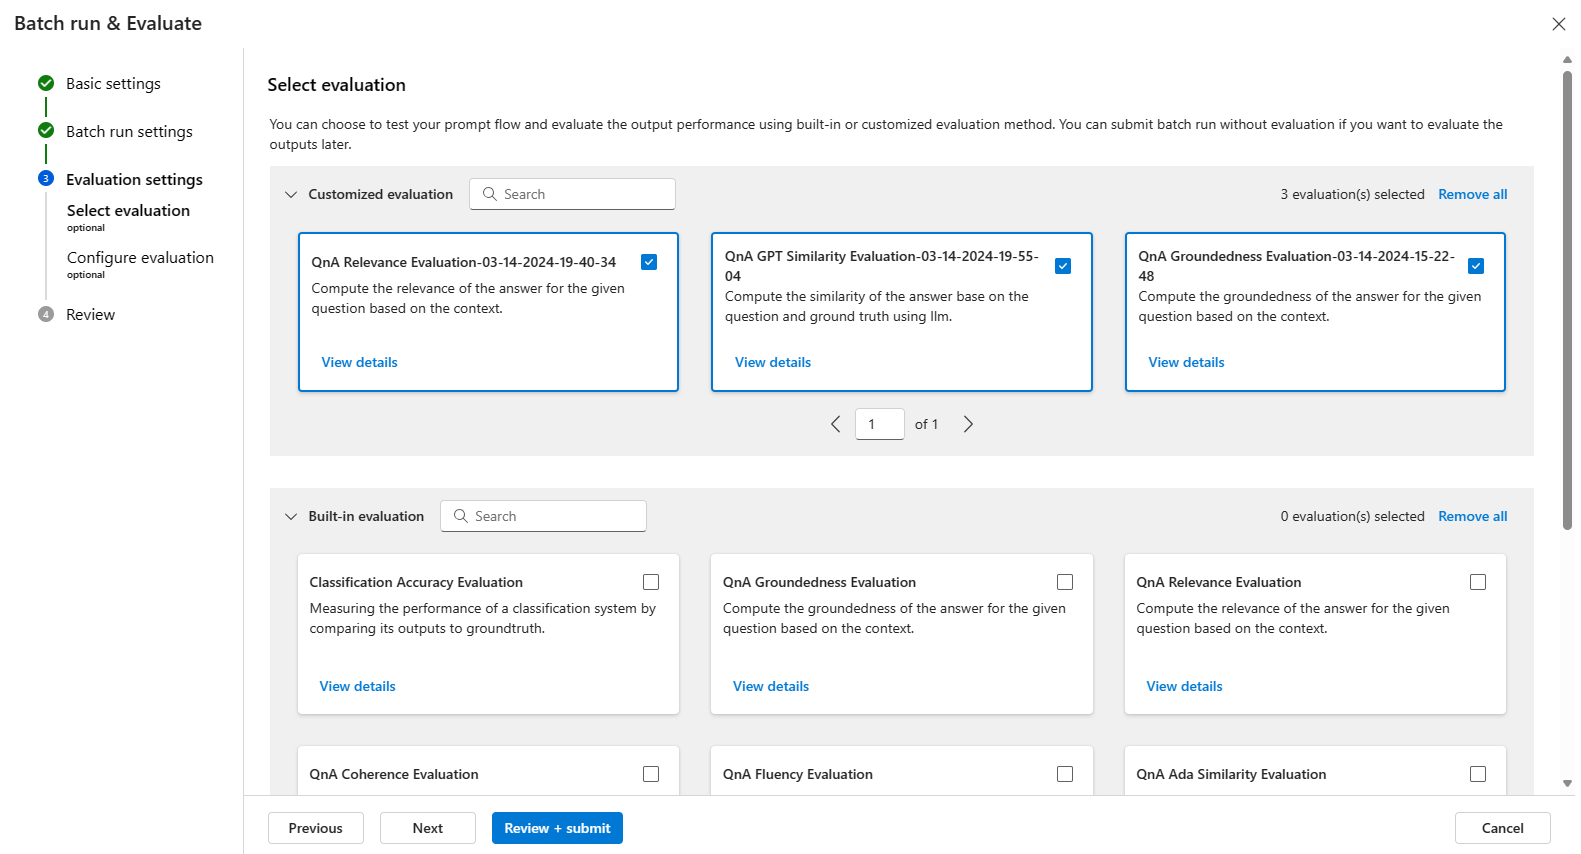 Batch run & Evaluate
Basic settings
Batch run settings
3
Evaluation settings
Select evaluation
optional
Configure evaluation
optional
4
Review
Select evaluation
You can choose to test your prompt flow and evaluate the output performance using built-in or customized evaluation method. You can submit batch run without evaluation if you want to evaluate the
outputs later.
Customized evaluation
Search
3 evaluation(s) selected
Remove all
QnA Relevance Evaluation-03-14-2024-19-40-34
Compute the relevance of the answer for the given
question based on the context.
View details
QnA GPT Similarity Evaluation-03-14-2024-19-55-
04
Compute the similarity of the answer base on the
question and ground truth using llm.
View details
QnA Groundedness Evaluation-03-14-2024-15-22-
48
Compute the groundedness of the answer for the given
question based on the context.
View details
1 of 1
Built-in evaluation
Search
0 evaluation(s) selected
Remove all
Classification Accuracy Evaluation
Measuring the performance of a classification system by
comparing its outputs to groundtruth.
View details
QnA Groundedness Evaluation
Compute the groundedness of the answer for the given
question based on the context.
View details
QnA Relevance Evaluation
Compute the relevance of the answer for the given
question based on the context.
View details
QnA Coherence Evaluation
QnA Fluency Evaluation
QnA Ada Similarity Evaluation
Previous
Next
Review + submit
Cancel